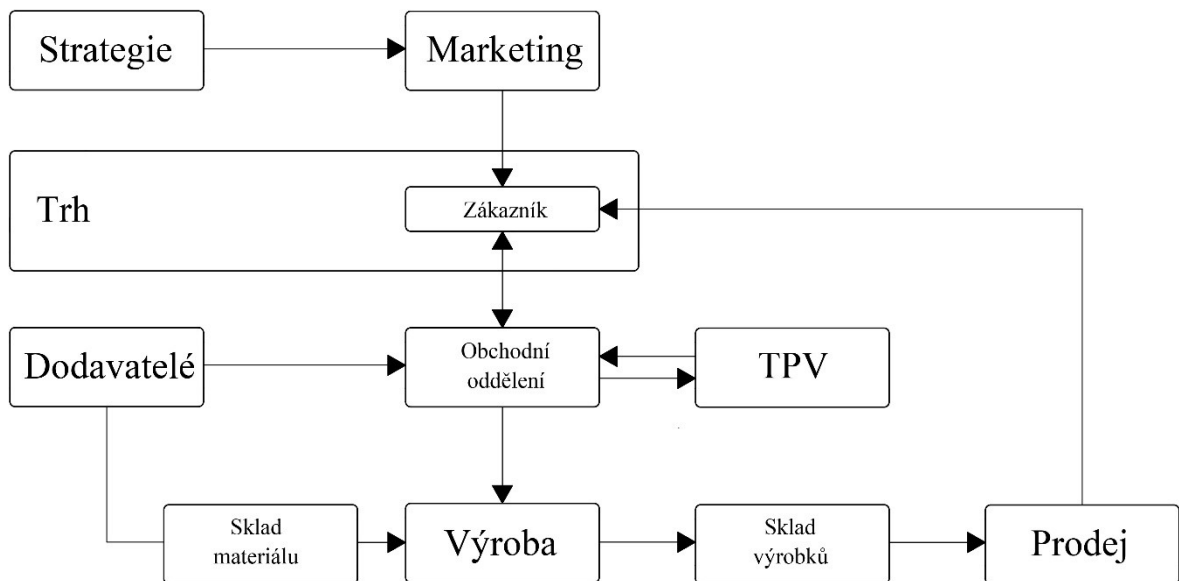 Strategie
Marketing
Trh
Zákazník
Dodavatelé
Obchodní
oddělení
TPV
Sklad
materiálu
Výroba
Sklad
výrobků
Prodej